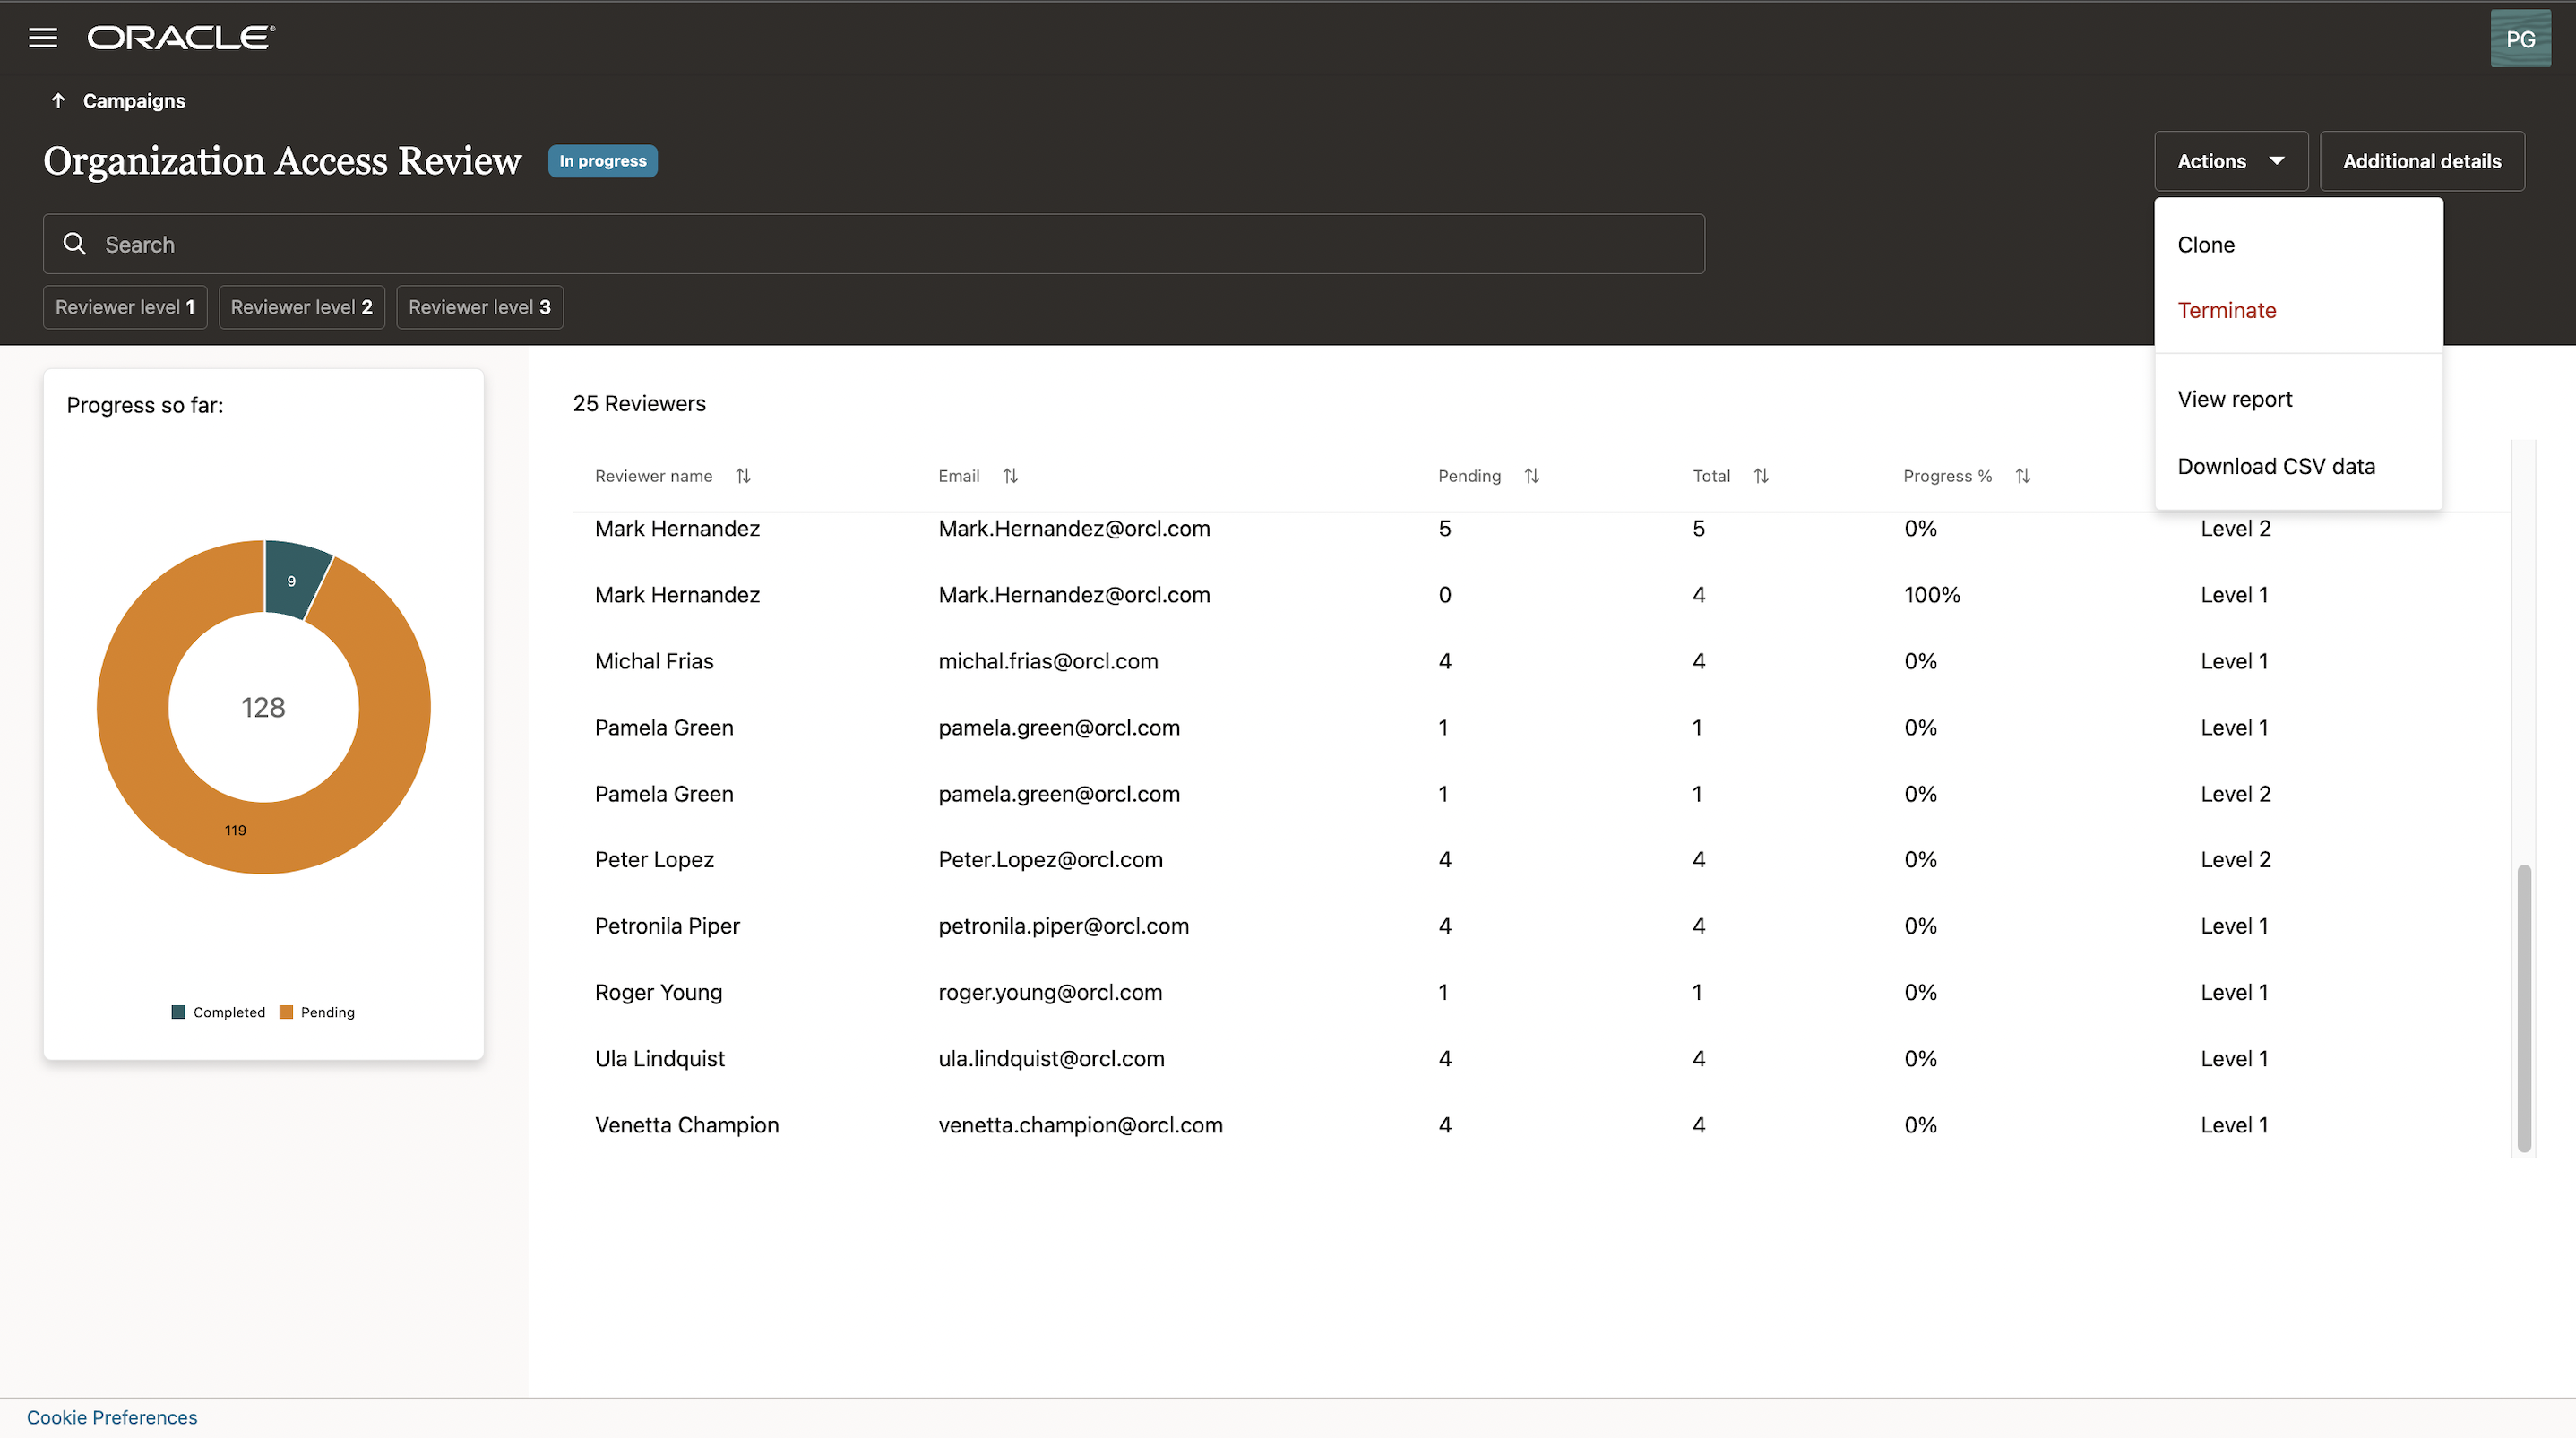 ORACLE
PG
Campaigns
Organization Access Review In progress
Actions Additional details
Search
Clone
Reviewer level 1 Reviewer level 2 Reviewer level 3
Terminate
View report
Download CSV data
Progress so far:
9
128
119
Completed Pending
25 Reviewers
Reviewer name Email Pending Total Progress %
Mark Hernandez Mark.Hernandez@orcl.com 5 5 0% Level 2
Mark Hernandez Mark.Hernandez@orcl.com 0 4 100% Level 1
Michal Frias michal.frias@orcl.com 4 4 0% Level 1
Pamela Green pamela.green@orcl.com 1 1 0% Level 1
Pamela Green pamela.green@orcl.com 1 1 0% Level 2
Peter Lopez Peter.Lopez@orcl.com 4 4 0% Level 2
Petronila Piper petronila.piper@orcl.com 4 4 0% Level 1
Roger Young roger.young@orcl.com 1 1 0% Level 1
Ula Lindquist ula.lindquist@orcl.com 4 4 0% Level 1
Venetta Champion venetta.champion@orcl.com 4 4 0% Level 1
Cookie Preferences